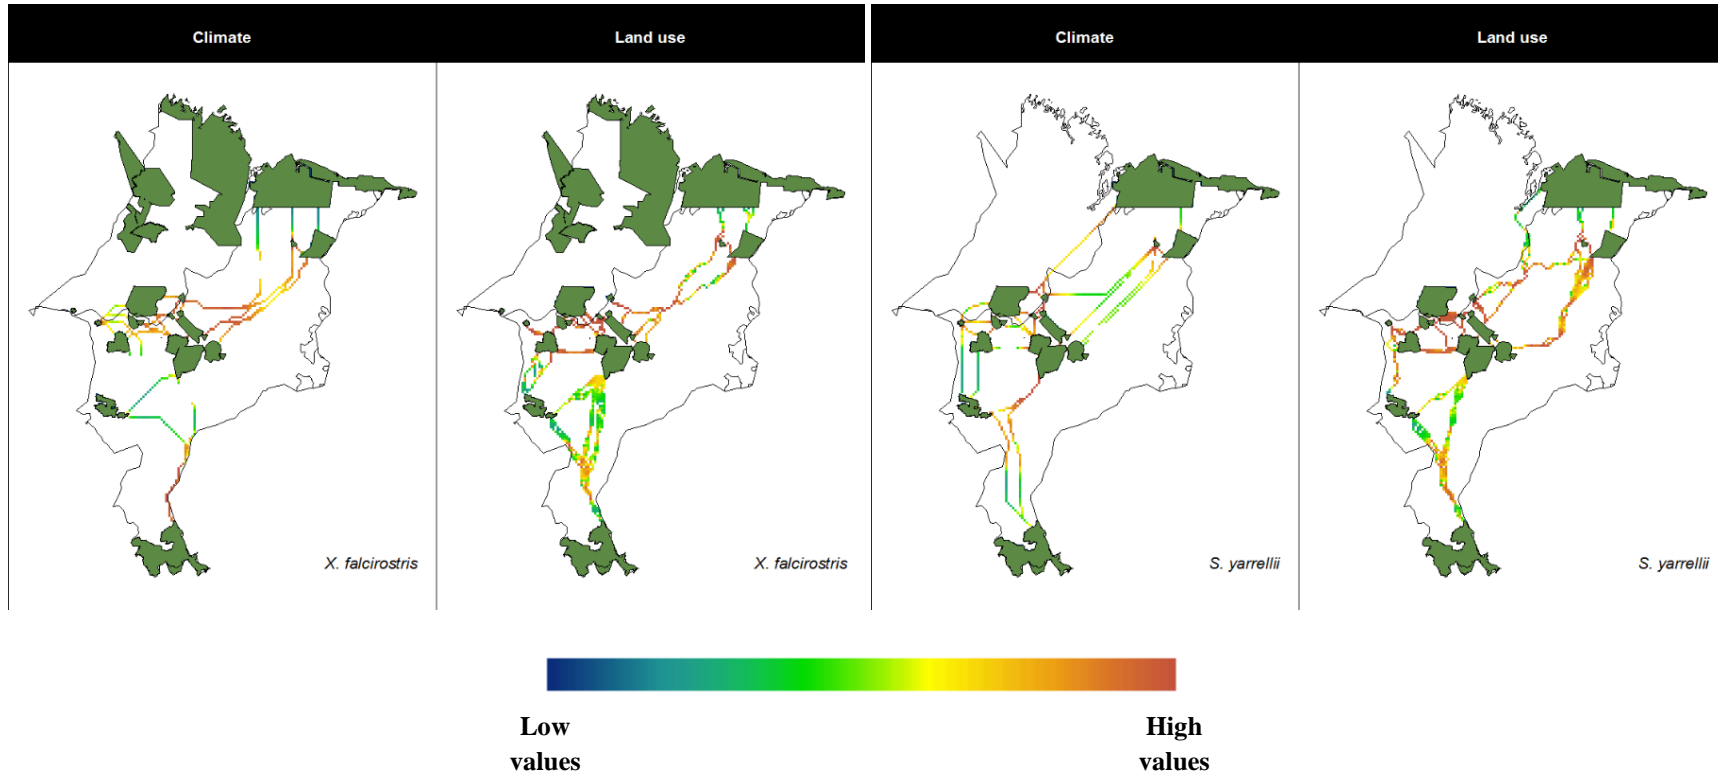 Climate
Land use
Climate
Land use
X. falcirostris
X. falcirostris
S. yarrellii
S. yarrellii
Low
values
High
values